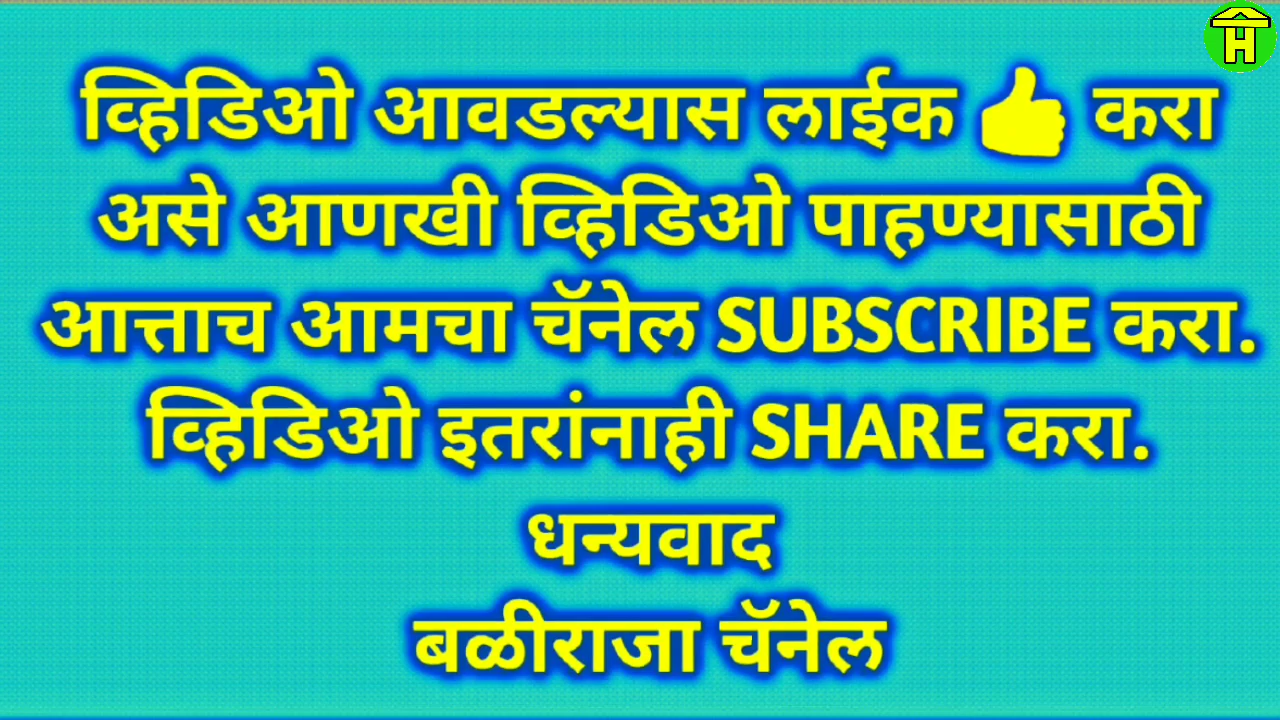 व्हिडिओ आवडल्यास लाईक 👍 करा
असे आणखी व्हिडिओ पाहण्यासाठी
आत्ताच आमचा चॅनेल SUBSCRIBE करा.
व्हिडिओ इतरांनाही SHARE करा.
धन्यवाद
बळीराजा चॅनेल
H